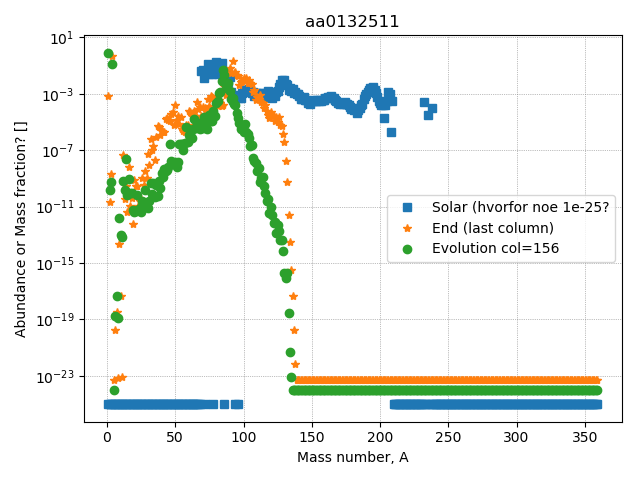 aa0132511
10^1
10^-3
10^-7
10^-11
10^-15
10^-19
10^-23
Abundance or Mass fraction? []
Solar (hvorfor noe 1e-25?
End (last column)
Evolution col=156
0 50 100 150 200 250 300 350
Mass number, A